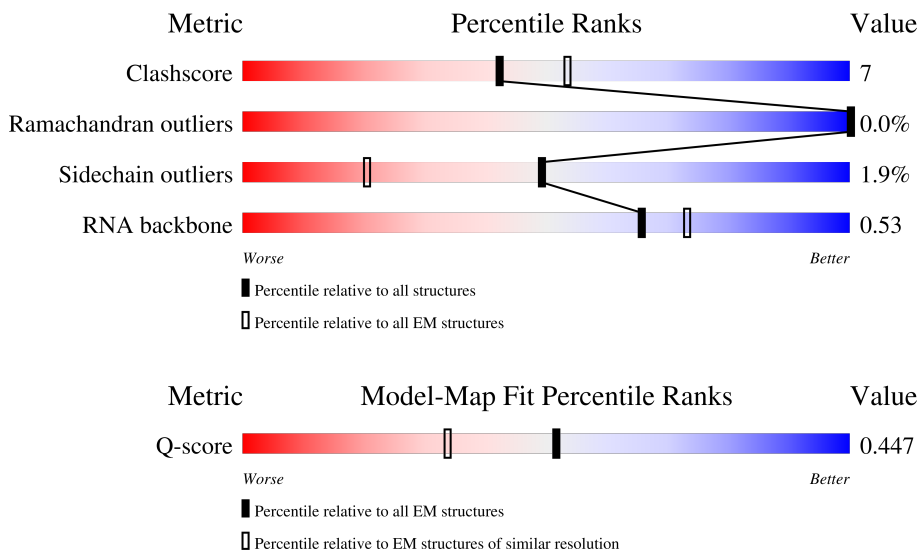 Metric Percentile Ranks Value
Clashscore 7
Ramachandran outliers 0.0%
Sidechain outliers 1.9%
RNA backbone 0.53
Worse Better
Percentile relative to all structures
Percentile relative to all EM structures
Metric Model-Map Fit Percentile Ranks Value
Q-score 0.447
Worse Better
Percentile relative to all EM structures
Percentile relative to EM structures of similar resolution